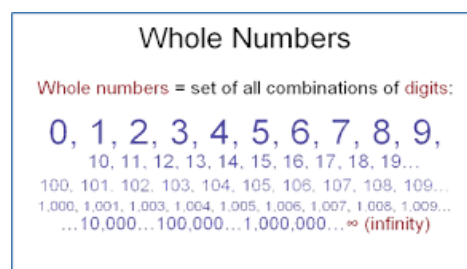 Whole Numbers
Whole numbers = set of all combinations of digits:
0, 1, 2, 3, 4, 5, 6, 7, 8, 9,
10, 11, 12, 13, 14, 15, 16, 17, 18, 19...
100, 101, 102, 103, 104, 105, 106, 107, 108, 109...
1,000, 1,001, 1,003, 1,004, 1,005, 1,006, 1,007, 1,008, 1,009...
...10,000...100,000...1,000,000...∞ (infinity)